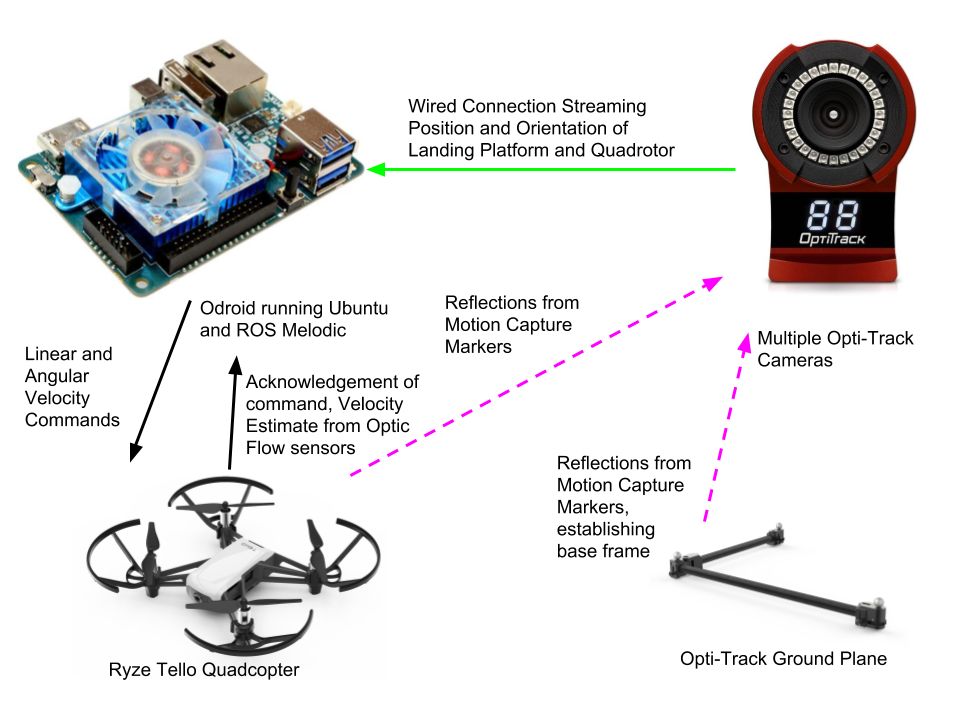 Wired Connection Streaming
Position and Orientation of
Landing Platform and Quadrotor
88
OptiTrack
Odroid running Ubuntu
and ROS Melodic
Reflections from
Motion Capture
Markers
Multiple Opti-Track
Cameras
Linear and
Angular
Velocity
Commands
Acknowledgement of
command, Velocity
Estimate from Optic
Flow sensors
Reflections from
Motion Capture
Markers,
establishing
base frame
Ryze Tello Quadcopter
Opti-Track Ground Plane